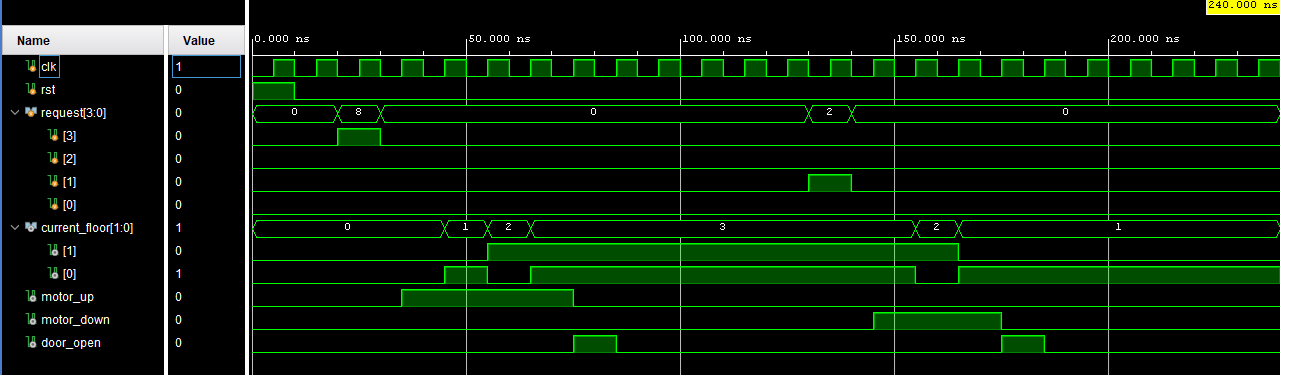 240.000 ns
Name Value
0.000 ns 50.000 ns 100.000 ns 150.000 ns 200.000 ns
clk 1
rst 0
request[3:0] 0 0 8 0 2 0
[3] 0
[2] 0
[1] 0
[0] 0
current_floor[1:0] 1 0 1 2 3 2 1
[1] 0
[0] 1
motor_up 0
motor_down 0
door_open 0